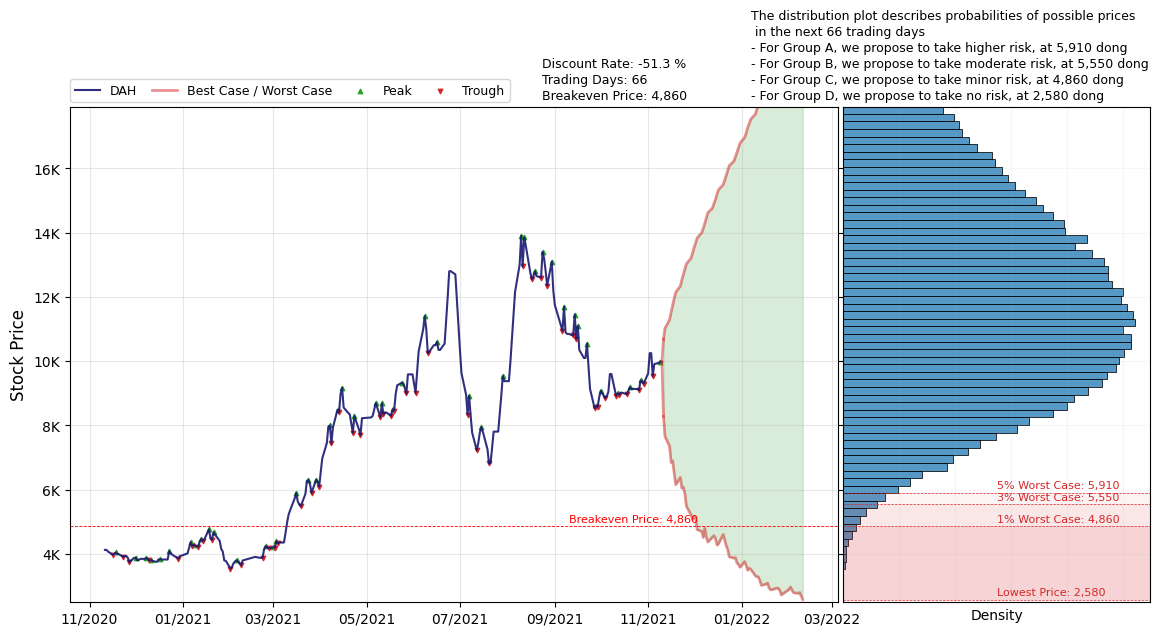 The distribution plot describes probabilities of possible prices
in the next 66 trading days
- For Group A, we propose to take higher risk, at 5,910 dong
- For Group B, we propose to take moderate risk, at 5,550 dong
- For Group C, we propose to take minor risk, at 4,860 dong
- For Group D, we propose to take no risk, at 2,580 dong
Discount Rate: -51.3 %
Trading Days: 66
Breakeven Price: 4,860
DAH
Best Case / Worst Case
Peak
Trough
Stock Price
16K
14K
12K
10K
8K
6K
4K
Breakeven Price: 4,860
5% Worst Case: 5,910
3% Worst Case: 5,550
1% Worst Case: 4,860
Lowest Price: 2,580
11/2020
01/2021
03/2021
05/2021
07/2021
09/2021
11/2021
01/2022
03/2022
Density